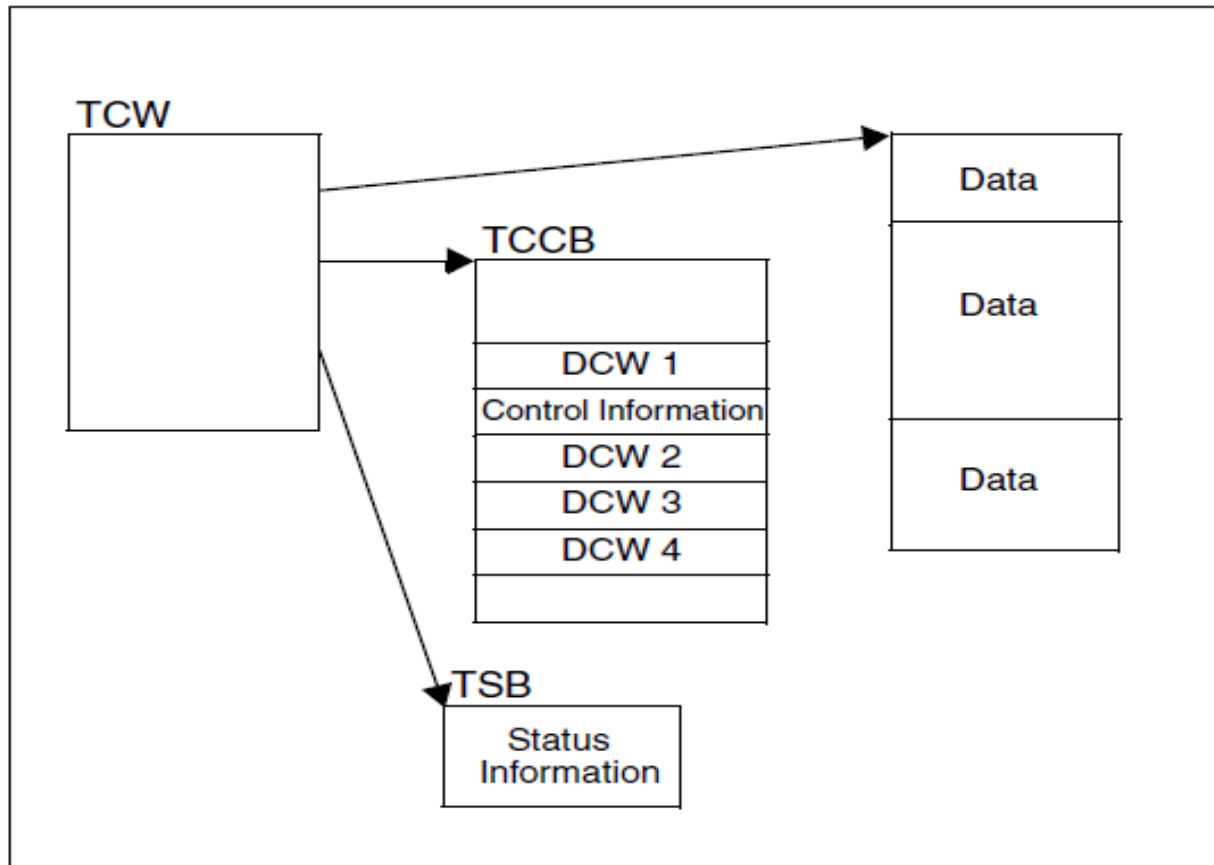 TCW
Data
TCCB
Data
DCW 1
Control Information
DCW 2
DCW 3
Data
DCW 4
TSB
Status
Information